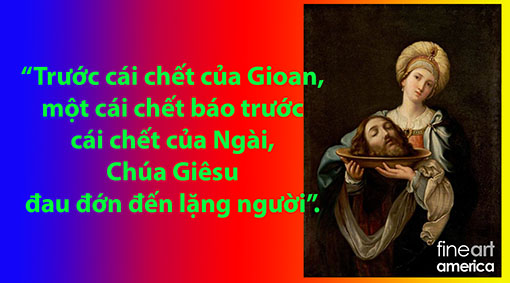 “Trước cái chết của Gioan,
một cái chết báo trước
cái chết của Ngài,
Chúa Giêsu
đau đớn đến lặng người”.
fineart
america